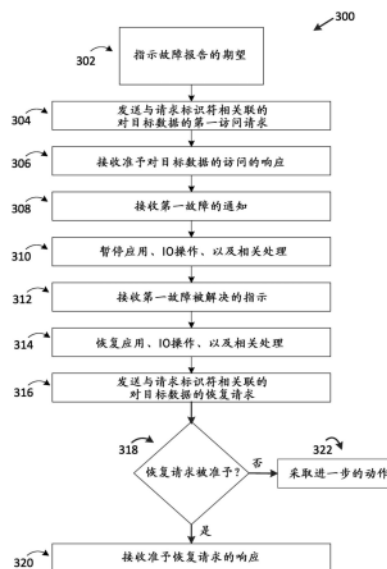 300
302
指示故障报告的期望
304
发送与请求标识符相关联的
对目标数据的第一访问请求
306
接收准予对目标数据的访问的响应
308
接收第一故障的通知
310
暂停应用、IO操作、以及相关处理
312
接收第一故障被解决的指示
314
恢复应用、IO操作、以及相关处理
316
发送与请求标识符相关联的
对目标数据的恢复请求
318
恢复请求被准予？
否
322
采取进一步的动作
是
320
接收准予恢复请求的响应